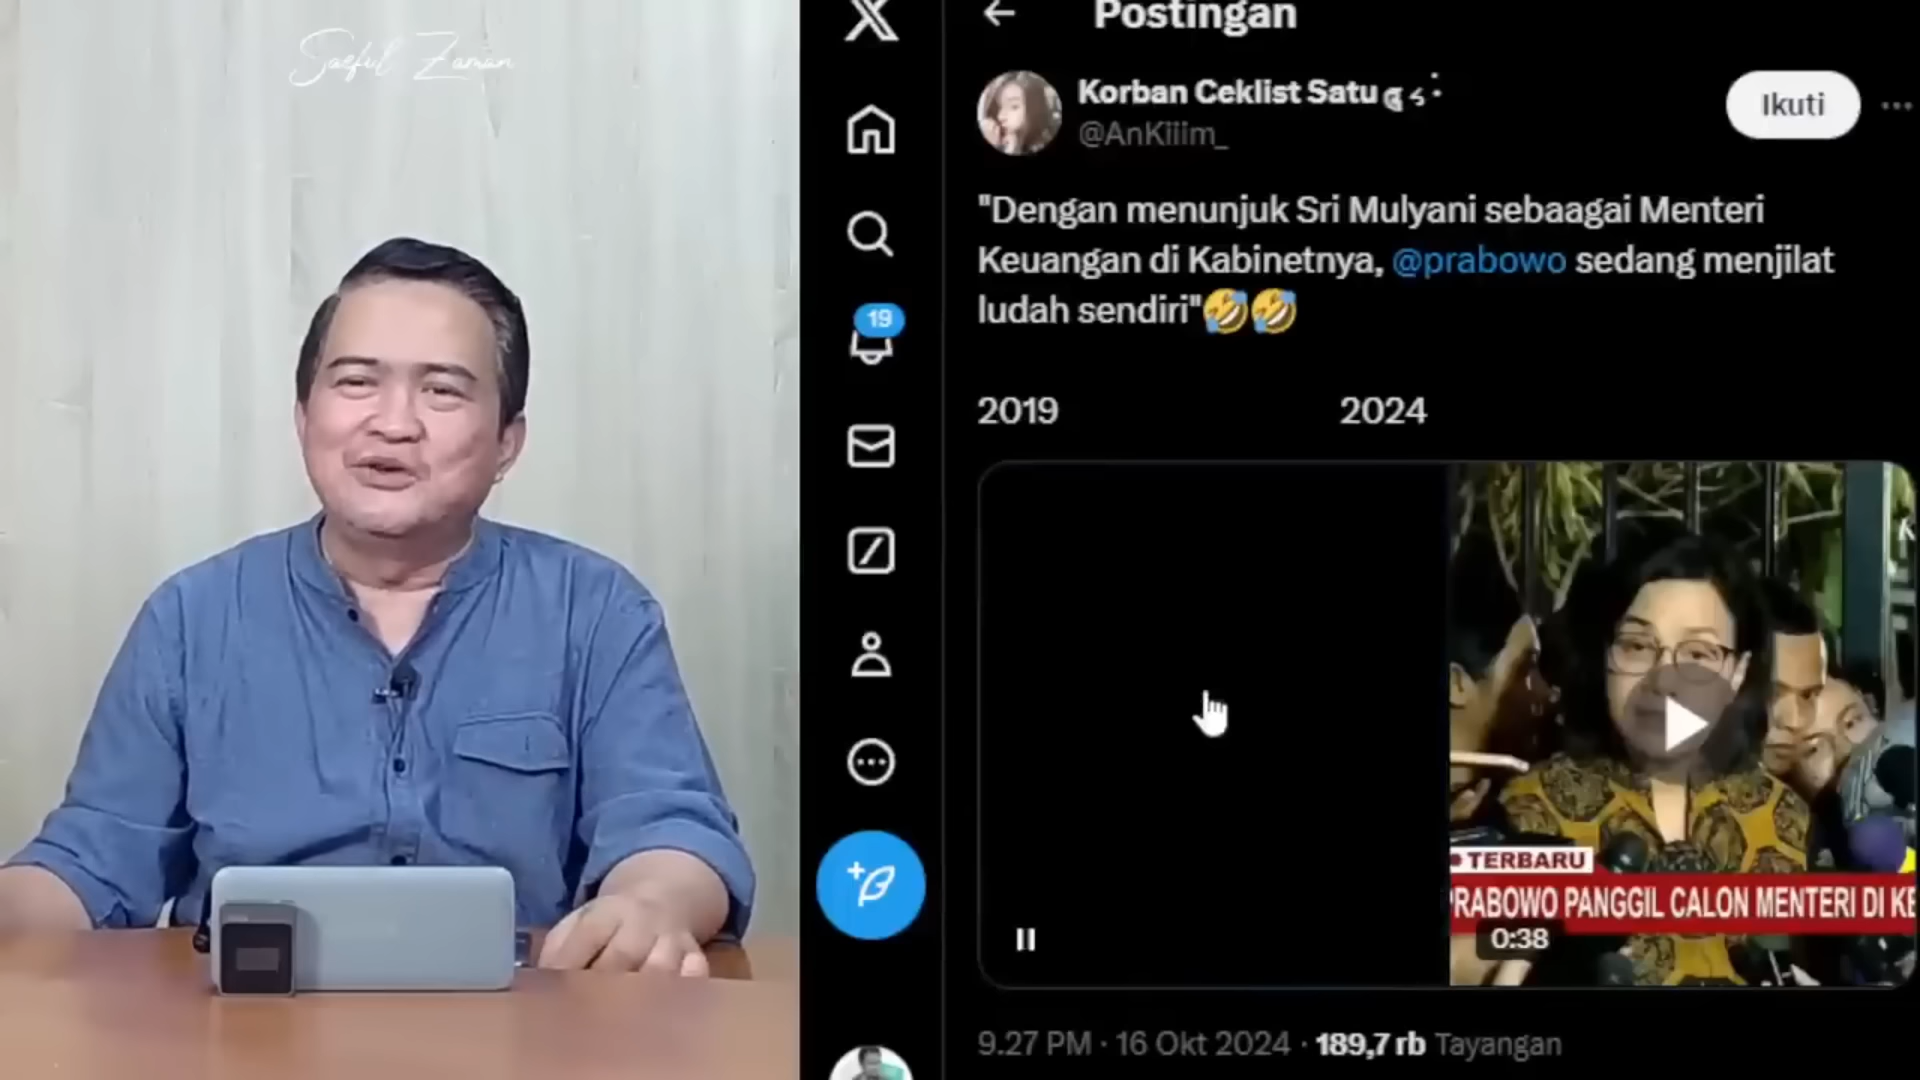 Saeful Zaman
Postingan
Korban Ceklist Satu
@AnKiiim_
Ikuti
"Dengan menunjuk Sri Mulyani sebaagai Menteri
Keuangan di Kabinetnya, @prabowo sedang menjilat
ludah sendiri"🤣🤣
2019 2024
19
TERBARU
PRABOWO PANGGIL CALON MENTERI DI KE
0:38
9.27 PM · 16 Okt 2024 · 189,7 rb Tayangan